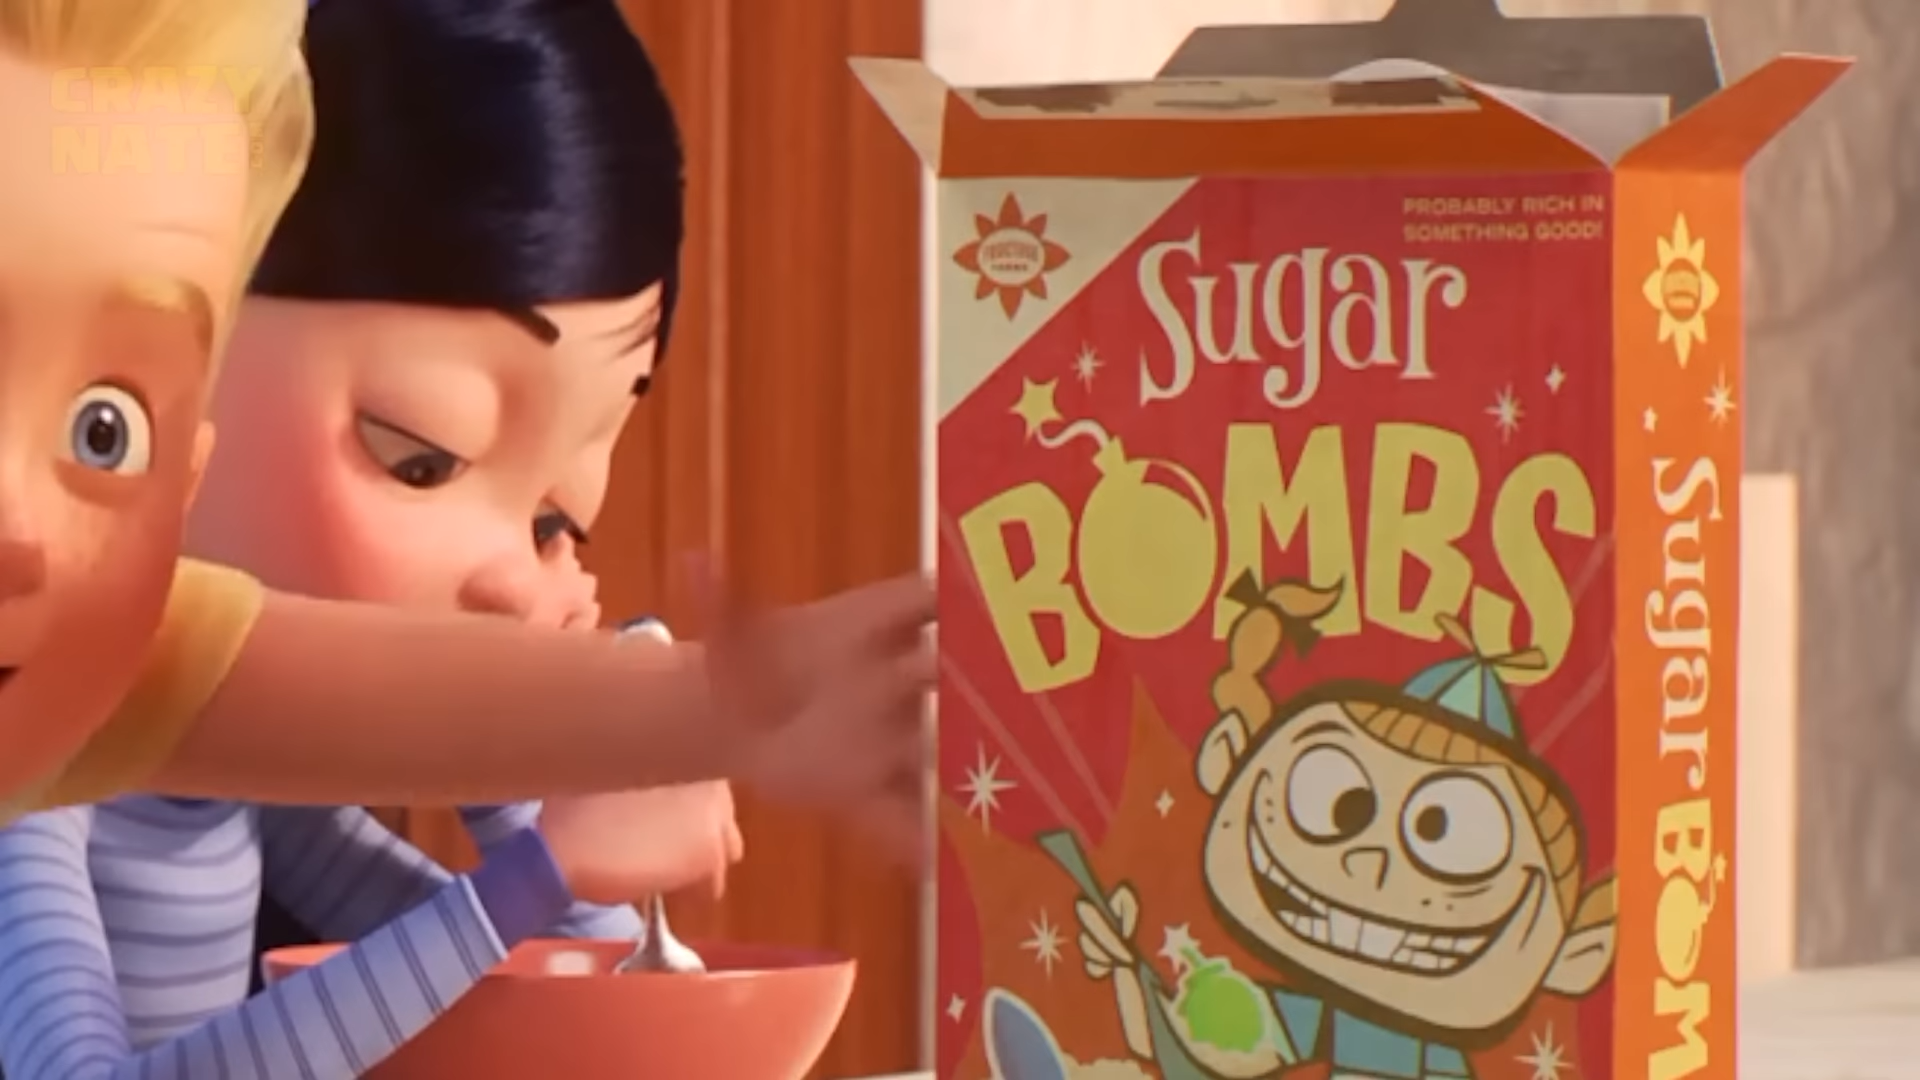 CRAZY
NATE
PROBABLY RICH IN
SOMETHING GOOD!
Sugar
BOMBS
Sugar BOM